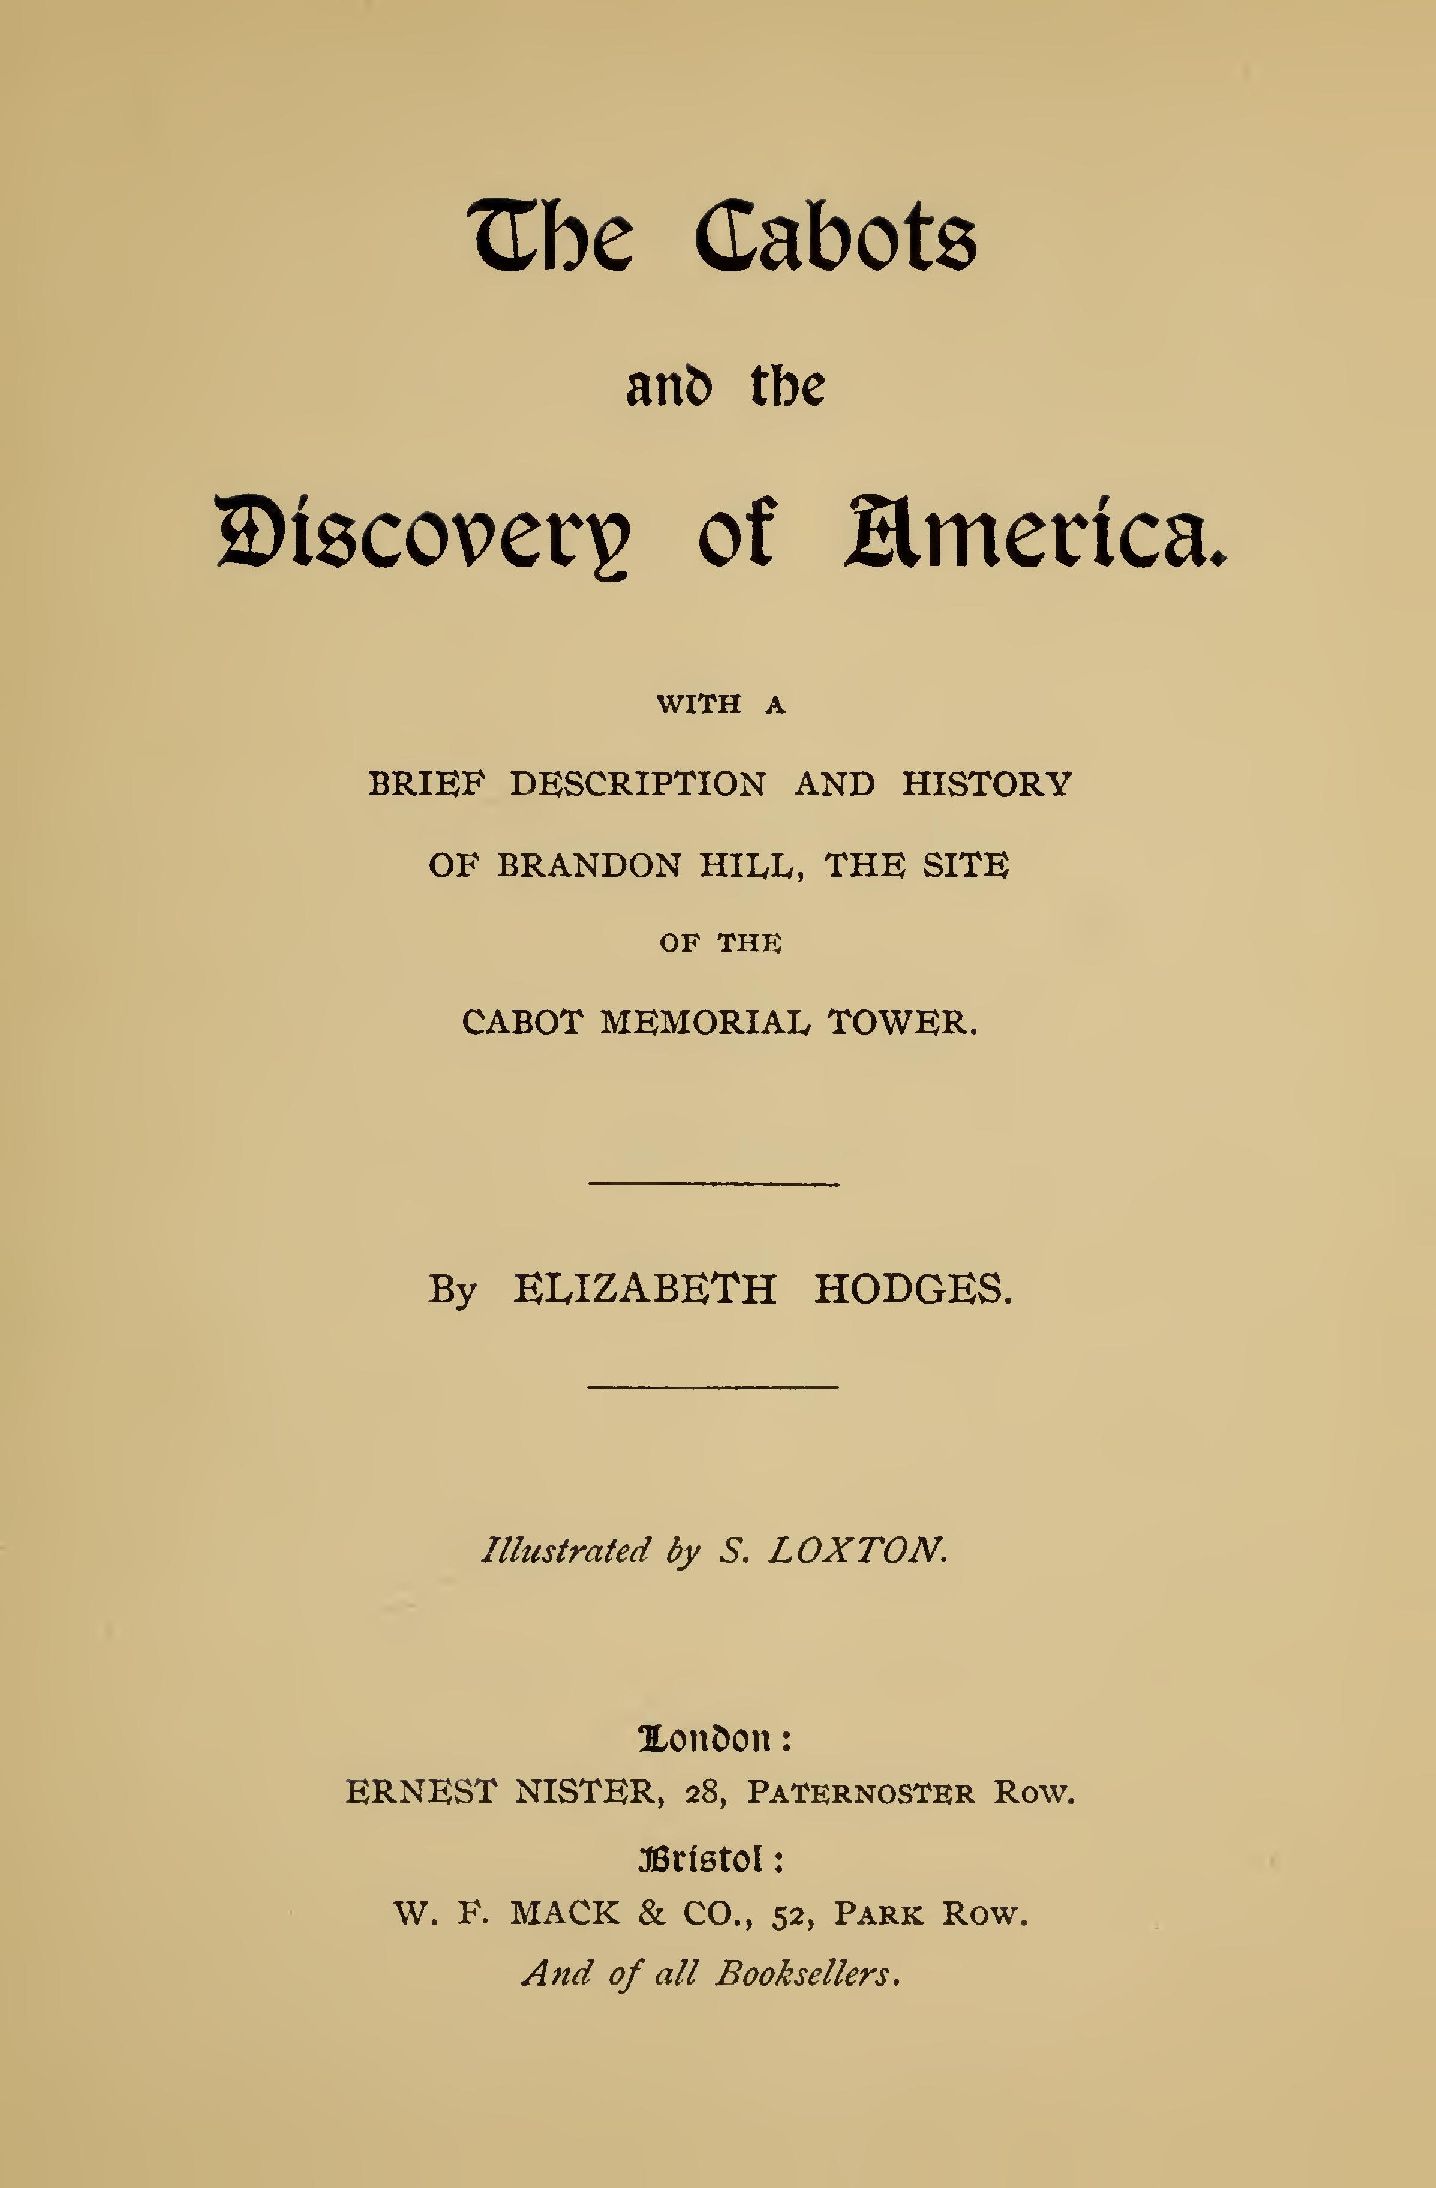 The Cabots
and the
Discovery of America.
WITH A
BRIEF DESCRIPTION AND HISTORY
OF BRANDON HILL, THE SITE
OF THE
CABOT MEMORIAL TOWER.
By ELIZABETH HODGES.
Illustrated by S. LOXTON.
London:
ERNEST NISTER, 28, PATERNOSTER ROW.
Bristol:
W. F. MACK & CO., 52, PARK ROW.
And of all Booksellers.